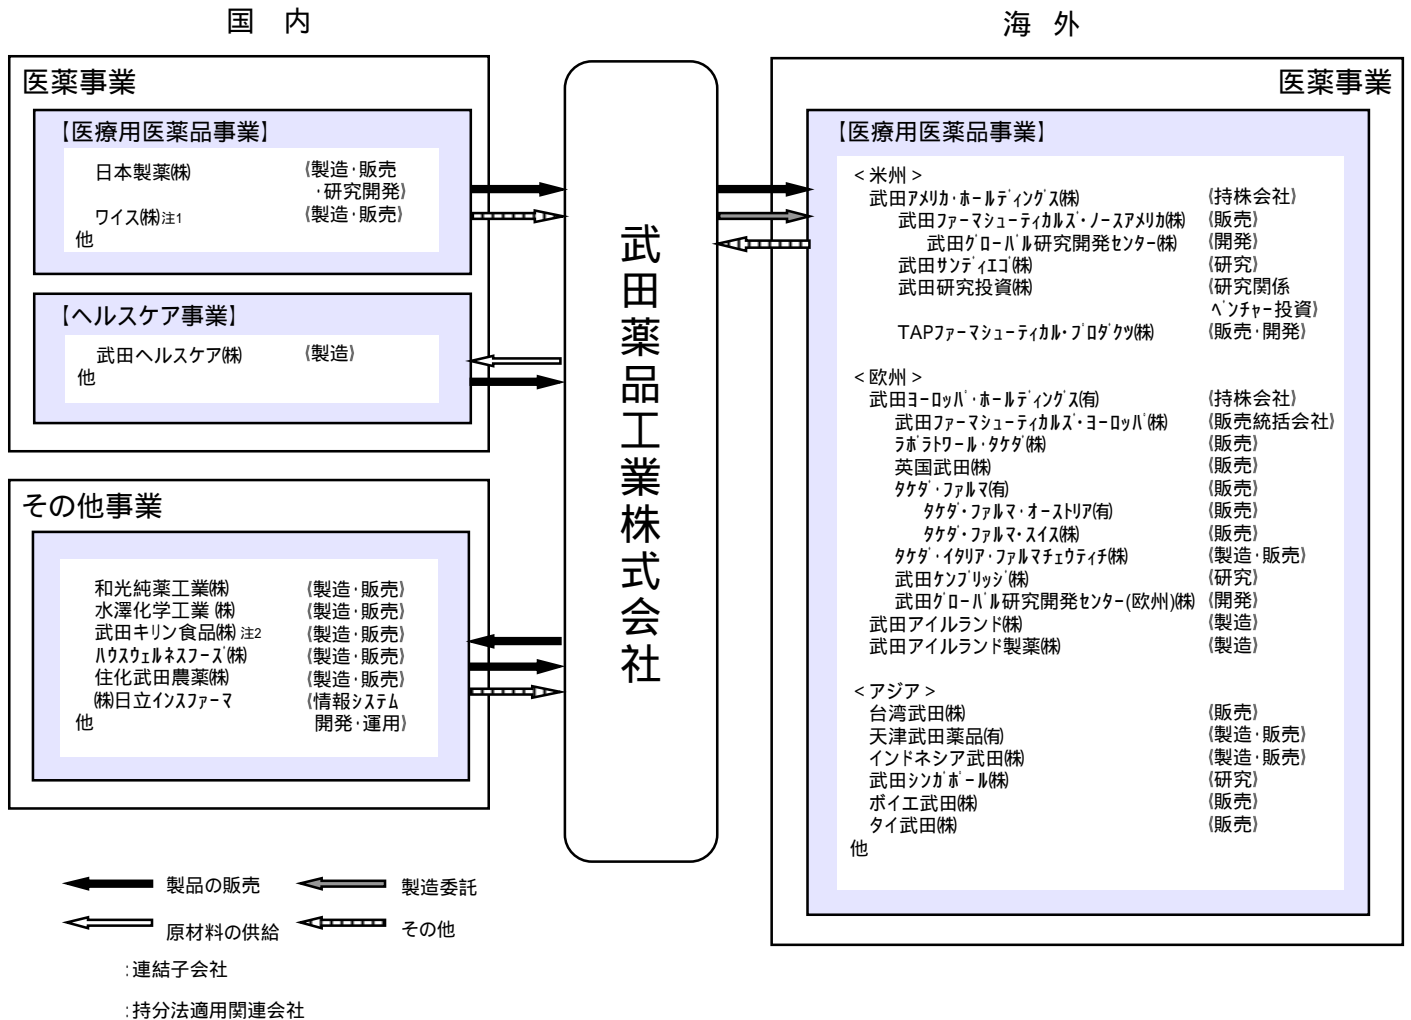 国 内
医薬事業
【医療用医薬品事業】
日本製薬㈱ (製造・販売
・研究開発)
ワイス㈱注1 (製造・販売)
他
【ヘルスケア事業】
武田ヘルスケア㈱ (製造)
他
その他事業
和光純薬工業㈱ (製造・販売)
水澤化学工業 ㈱ (製造・販売)
武田キリン食品㈱ 注2 (製造・販売)
ﾊｳｽｳｪﾙﾈｽﾌｰｽﾞ㈱ (製造・販売)
住化武田農薬㈱ (製造・販売)
㈱日立インスファーマ (情報システム
開発・運用)
他
武田薬品工業株式会社
海 外
医薬事業
【医療用医薬品事業】
＜米州＞
武田ｱﾒﾘｶ･ﾎｰﾙﾃﾞｨﾝｸﾞｽ㈱ (持株会社)
武田ﾌｧｰﾏｼｭｰﾃｨｶﾙｽﾞ･ﾉｰｽｱﾒﾘｶ㈱ (販売)
武田ｸﾞﾛｰﾊﾞﾙ研究開発ｾﾝﾀｰ㈱ (開発)
武田ｻﾝﾃﾞｨｴｺﾞ㈱ (研究)
武田研究投資㈱ (研究関係
ﾍﾞﾝﾁｬｰ投資)
TAPﾌｧｰﾏｼｭｰﾃｨｶﾙ･ﾌﾟﾛﾀﾞｸﾂ㈱ (販売・開発)
＜欧州＞
武田ﾖｰﾛｯﾊﾟ･ﾎｰﾙﾃﾞｨﾝｸﾞｽ㈲ (持株会社)
武田ﾌｧｰﾏｼｭｰﾃｨｶﾙｽﾞ･ﾖｰﾛｯﾊﾟ㈱ (販売統括会社)
ﾗﾎﾞﾗﾄﾜｰﾙ･ﾀｹﾀﾞ㈱ (販売)
英国武田㈱ (販売)
ﾀｹﾀﾞ･ﾌｧﾙﾏ㈲ (販売)
ﾀｹﾀﾞ･ﾌｧﾙﾏ･ｵｰｽﾄﾘｱ㈲ (販売)
ﾀｹﾀﾞ･ﾌｧﾙﾏ･ｽｲｽ㈱ (販売)
ﾀｹﾀﾞ･ｲﾀﾘｱ･ﾌｧﾙﾏﾁｪｳﾃｨﾁ㈱ (製造・販売)
武田ｹﾝﾌﾞﾘｯｼﾞ㈱ (研究)
武田ｸﾞﾛｰﾊﾞﾙ研究開発ｾﾝﾀｰ(欧州)㈱ (開発)
武田アイルランド㈱ (製造)
武田アイルランド製薬㈱ (製造)
＜アジア＞
台湾武田㈱ (販売)
天津武田薬品㈲ (製造・販売)
インドネシア武田㈱ (製造・販売)
武田ｼﾝｶﾞﾎﾟｰﾙ㈱ (研究)
ボイエ武田㈱ (販売)
タイ武田㈱ (販売)
他
製品の販売 製造委託
原材料の供給 その他
:連結子会社
:持分法適用関連会社